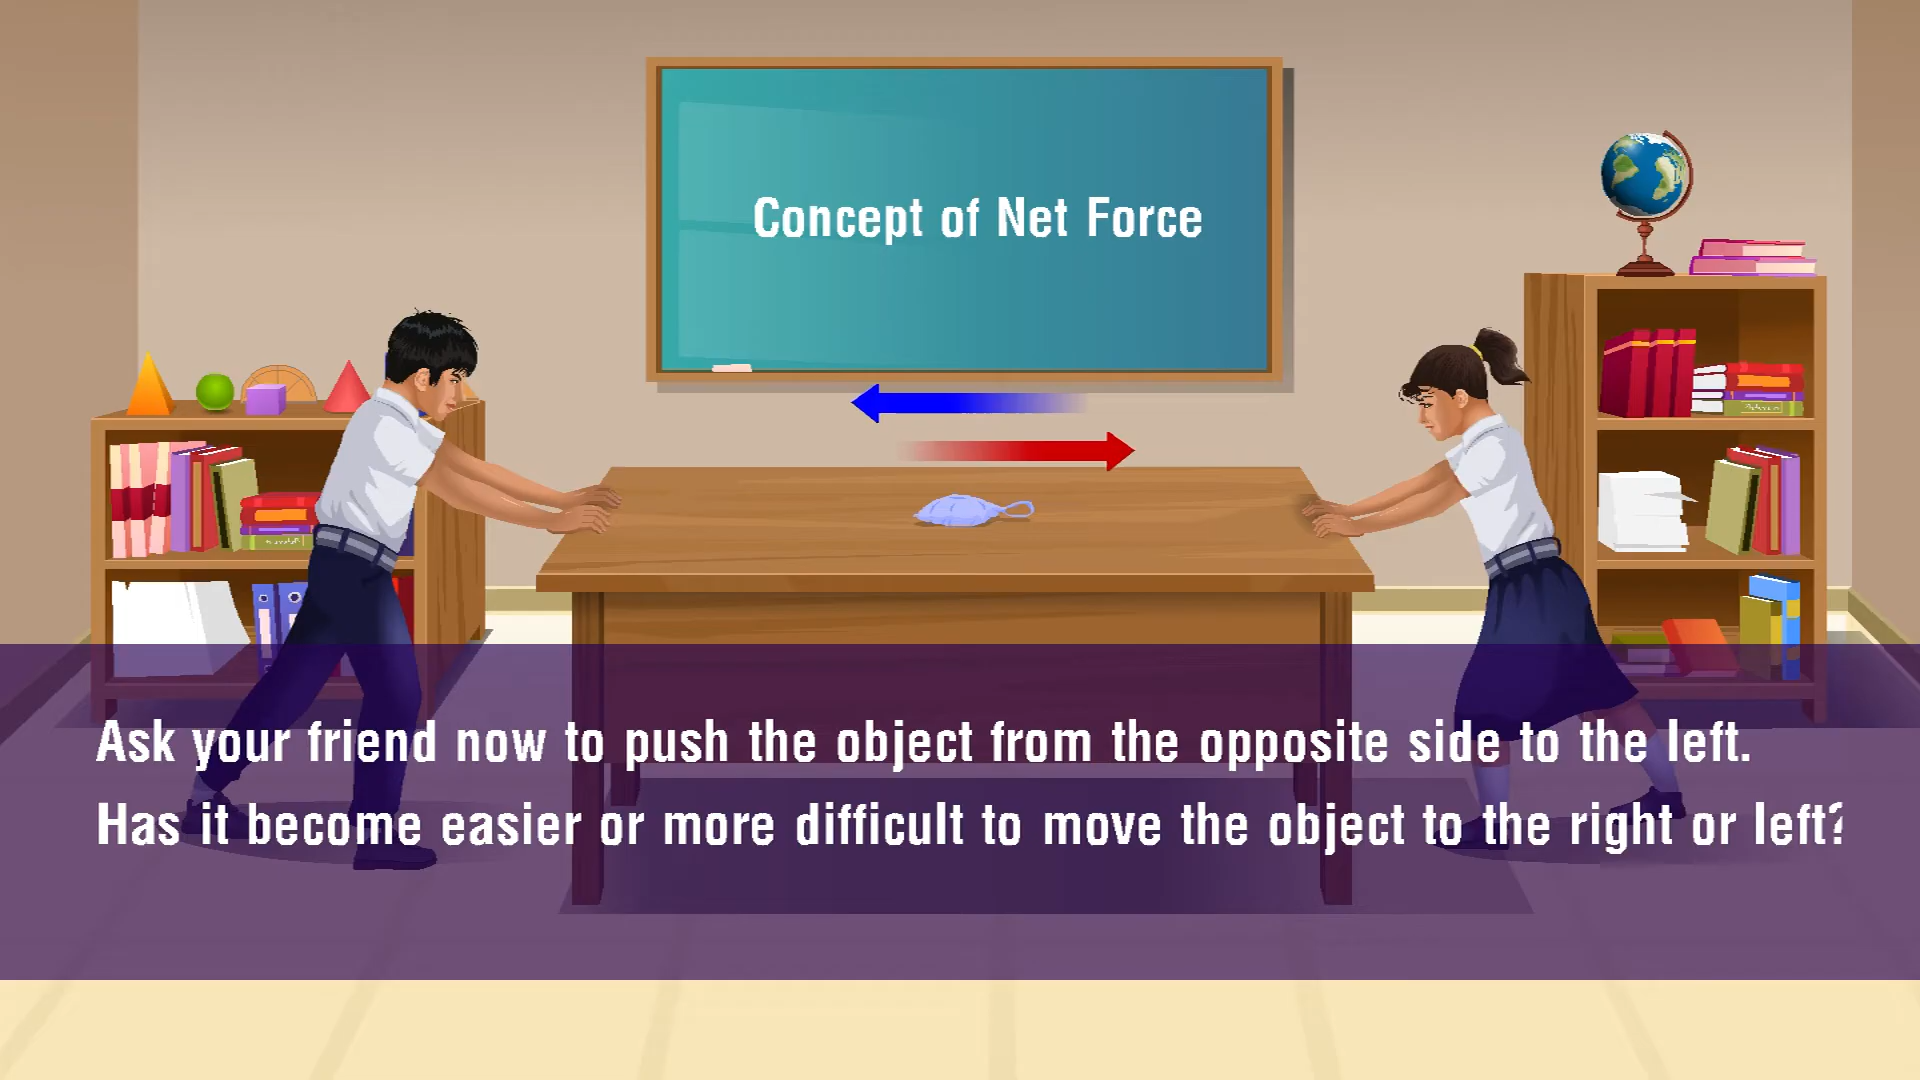 Concept of Net Force
Ask your friend now to push the object from the opposite side to the left.
Has it become easier or more difficult to move the object to the right or left?